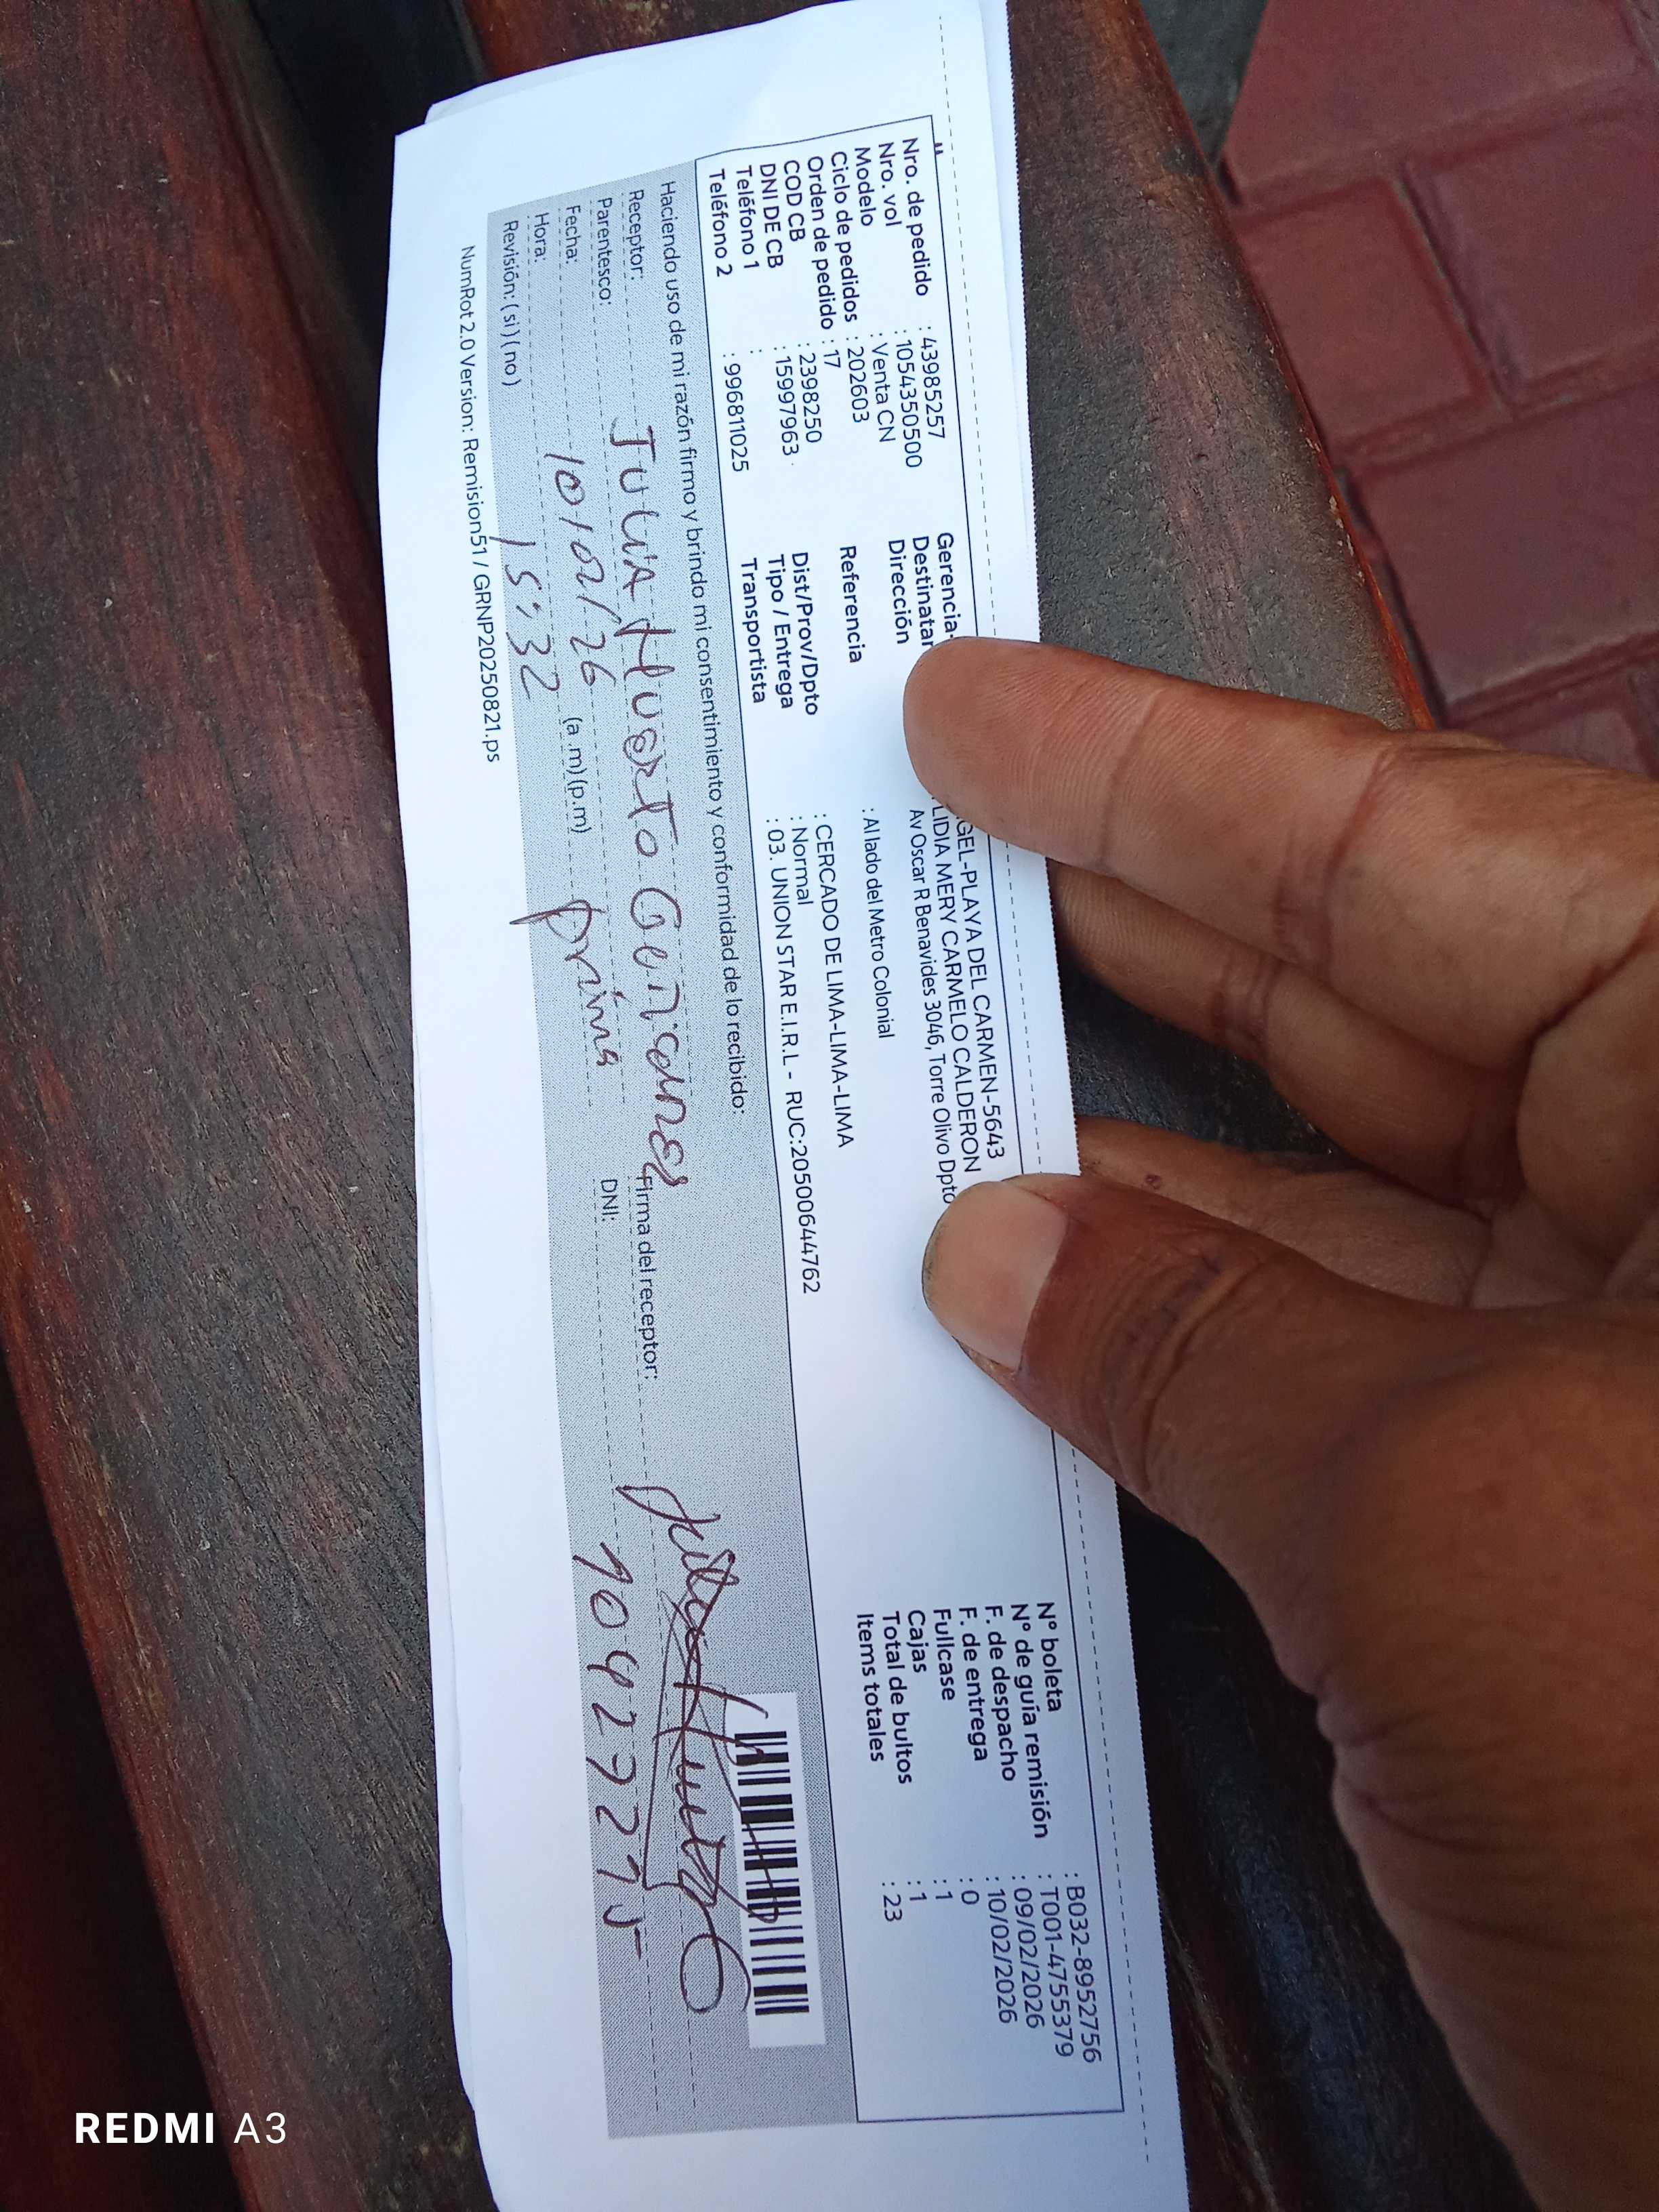 Nro. de pedido : 43985257
Nro. vol : 1054350500
Modelo : Venta CN
Ciclo de pedidos : 202603
Orden de pedido : 17
COD CB : 2398250
DNI DE CB : 15997963
Teléfono 1 :
Teléfono 2 : 996811025
Gerencia- GEL-PLAYA DEL CARMEN-5643
Destinatar LIDIA MERY CARMELO CALDERON
Dirección Av Oscar R Benavides 3046, Torre Olivo Dpto
Referencia : Al lado del Metro Colonial
Dist/Prov/Dpto : CERCADO DE LIMA-LIMA-LIMA
Tipo / Entrega : Normal
Transportista : 03. UNION STAR E.I.R.L - RUC:20500644762
N° boleta : B032-8952756
N° de guía remisión : T001-4755379
F. de despacho : 09/02/2026
F. de entrega : 10/02/2026
Fullcase : 0
Cajas : 1
Total de bultos : 1
Items totales : 23
Haciendo uso de mi razón firmo y brindo mi consentimiento y conformidad de lo recibido:
Receptor: Julia Huerto Firma del receptor:
Parentesco: Prima DNI:
Fecha: 10/02/26
Hora: 15:32 (a .m) (p.m)
Revisión: ( si ) ( no )
NumRot 2.0 Version: Remision51 / GRNP20250821.ps
REDMI A3